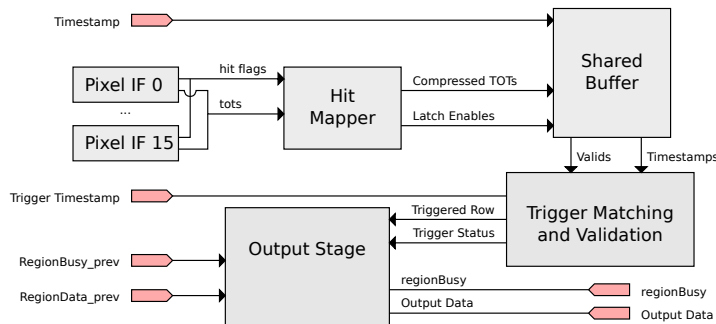 Timestamp
Shared
Buffer
Pixel IF 0
hit flags
Compressed TOTs
Hit
Mapper
...
tots
Latch Enables
Pixel IF 15
Valids
Timestamps
Trigger Timestamp
Triggered Row
Trigger Matching
and Validation
Trigger Status
Output Stage
RegionBusy_prev
regionBusy
regionBusy
RegionData_prev
Output Data
Output Data